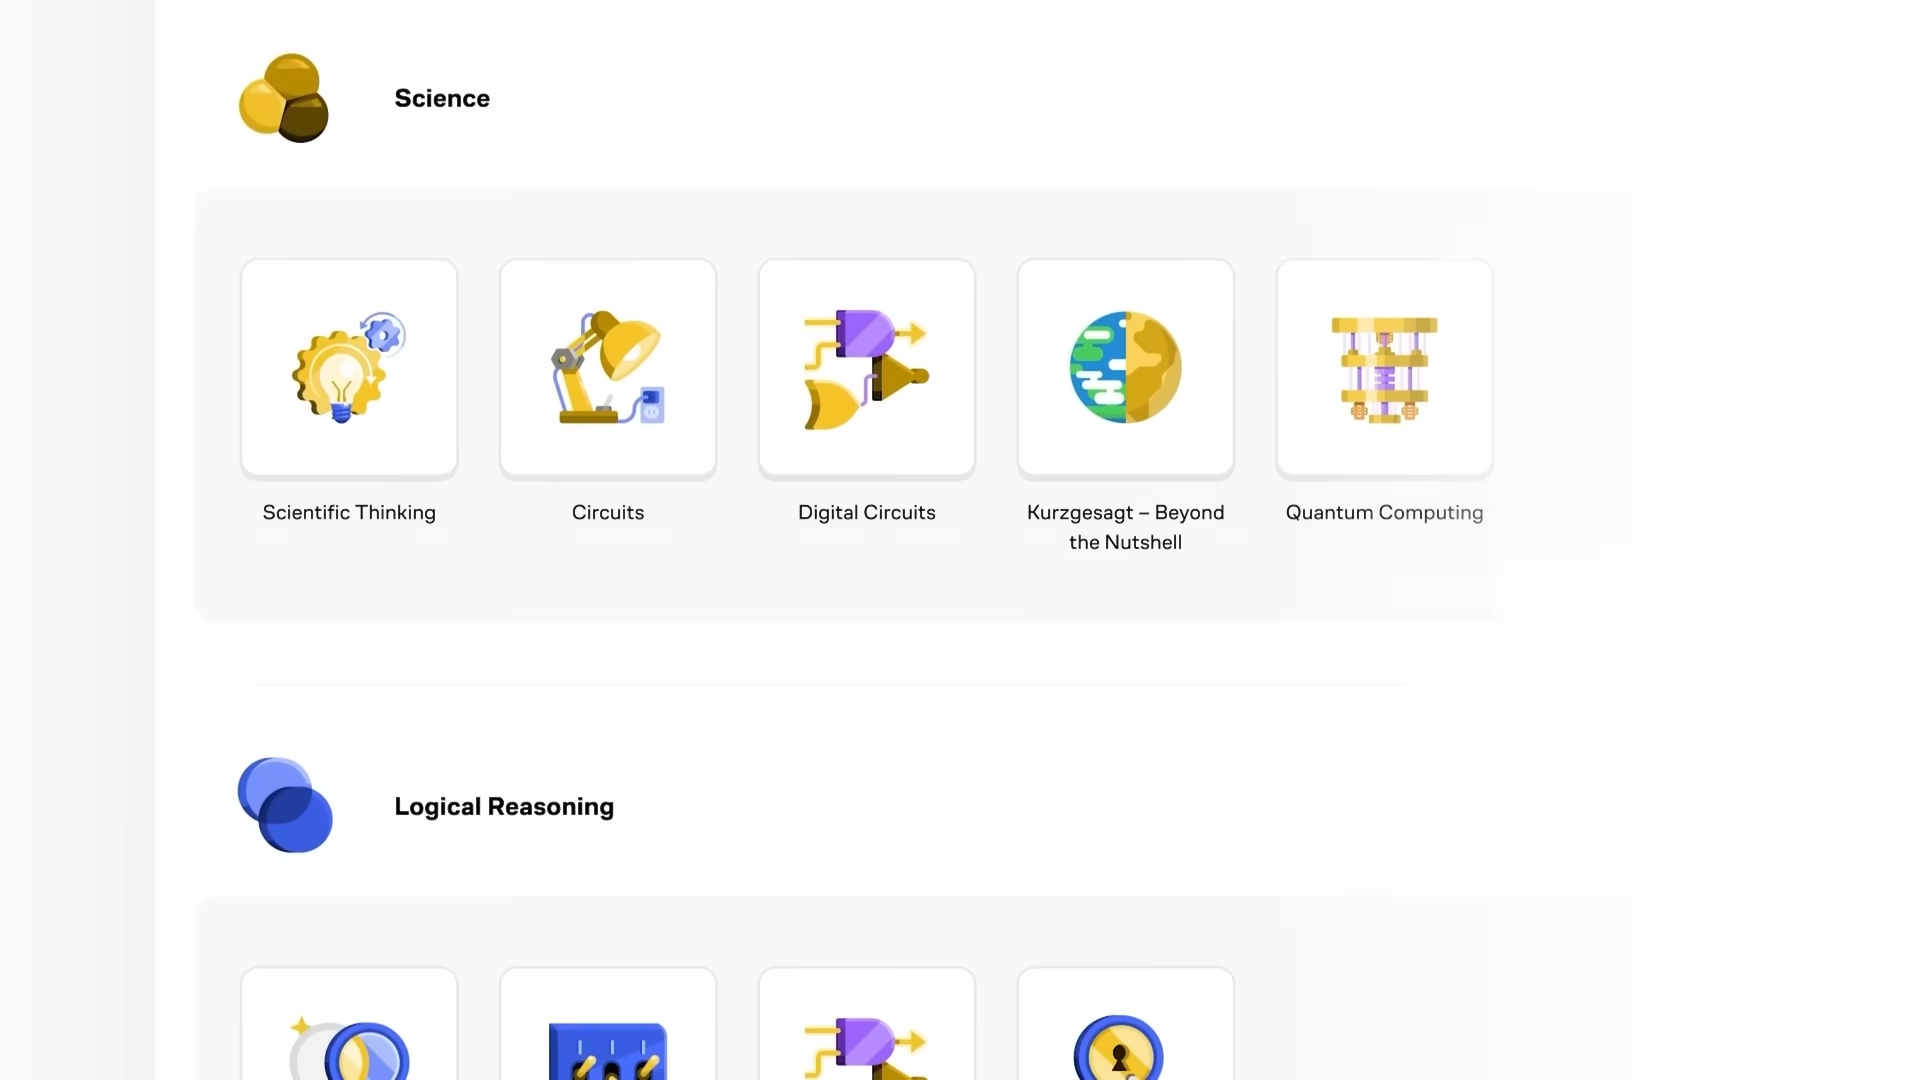 Science
Scientific Thinking
Circuits
Digital Circuits
Kurzgesagt – Beyond
the Nutshell
Quantum Computing
Logical Reasoning